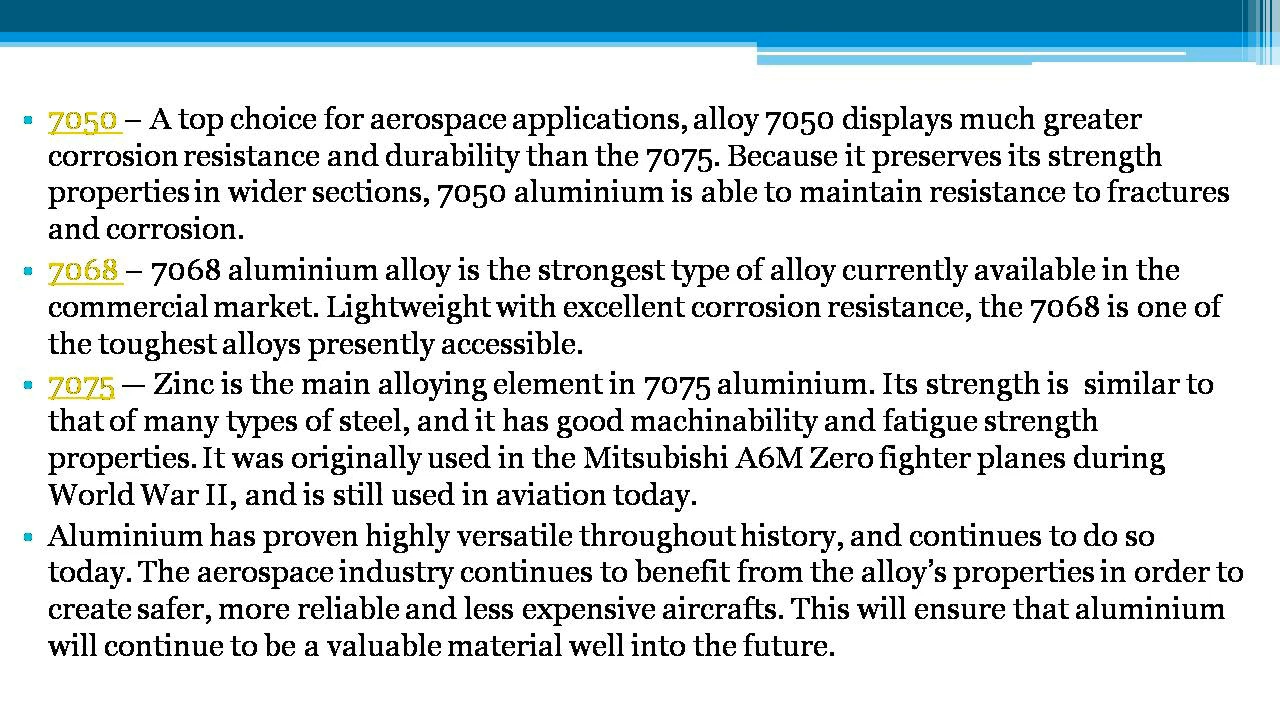 • 7050 – A top choice for aerospace applications, alloy 7050 displays much greater
corrosion resistance and durability than the 7075. Because it preserves its strength
properties in wider sections, 7050 aluminium is able to maintain resistance to fractures
and corrosion.
• 7068 – 7068 aluminium alloy is the strongest type of alloy currently available in the
commercial market. Lightweight with excellent corrosion resistance, the 7068 is one of
the toughest alloys presently accessible.
• 7075 — Zinc is the main alloying element in 7075 aluminium. Its strength is  similar to
that of many types of steel, and it has good machinability and fatigue strength
properties. It was originally used in the Mitsubishi A6M Zero fighter planes during
World War II, and is still used in aviation today.
• Aluminium has proven highly versatile throughout history, and continues to do so
today. The aerospace industry continues to benefit from the alloy’s properties in order to
create safer, more reliable and less expensive aircrafts. This will ensure that aluminium
will continue to be a valuable material well into the future.